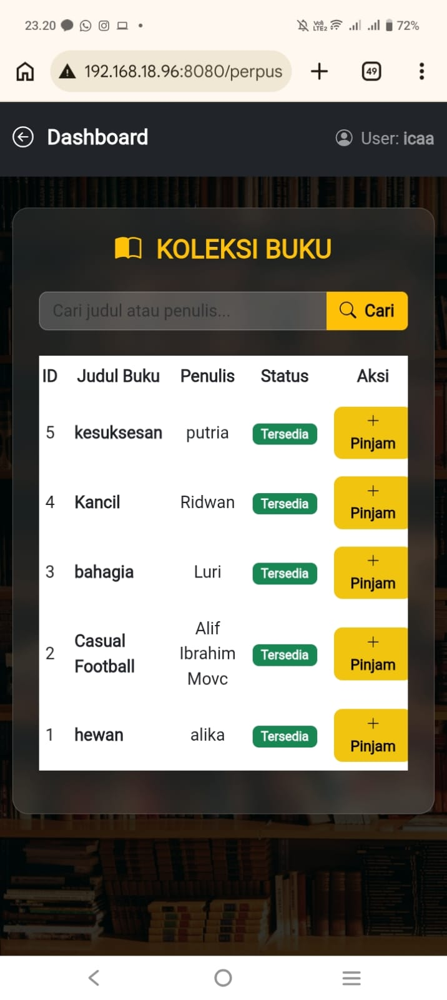 23.20 72%
VoI) LTE2
192.168.18.96:8080/perpus 49
Dashboard User: icaa
KOLEKSI BUKU
Cari judul atau penulis... Cari
ID Judul Buku Penulis Status Aksi
5 kesuksesan putria Tersedia + Pinjam
4 Kancil Ridwan Tersedia + Pinjam
3 bahagia Luri Tersedia + Pinjam
2 Casual Football Alif Ibrahim Movc Tersedia + Pinjam
1 hewan alika Tersedia + Pinjam